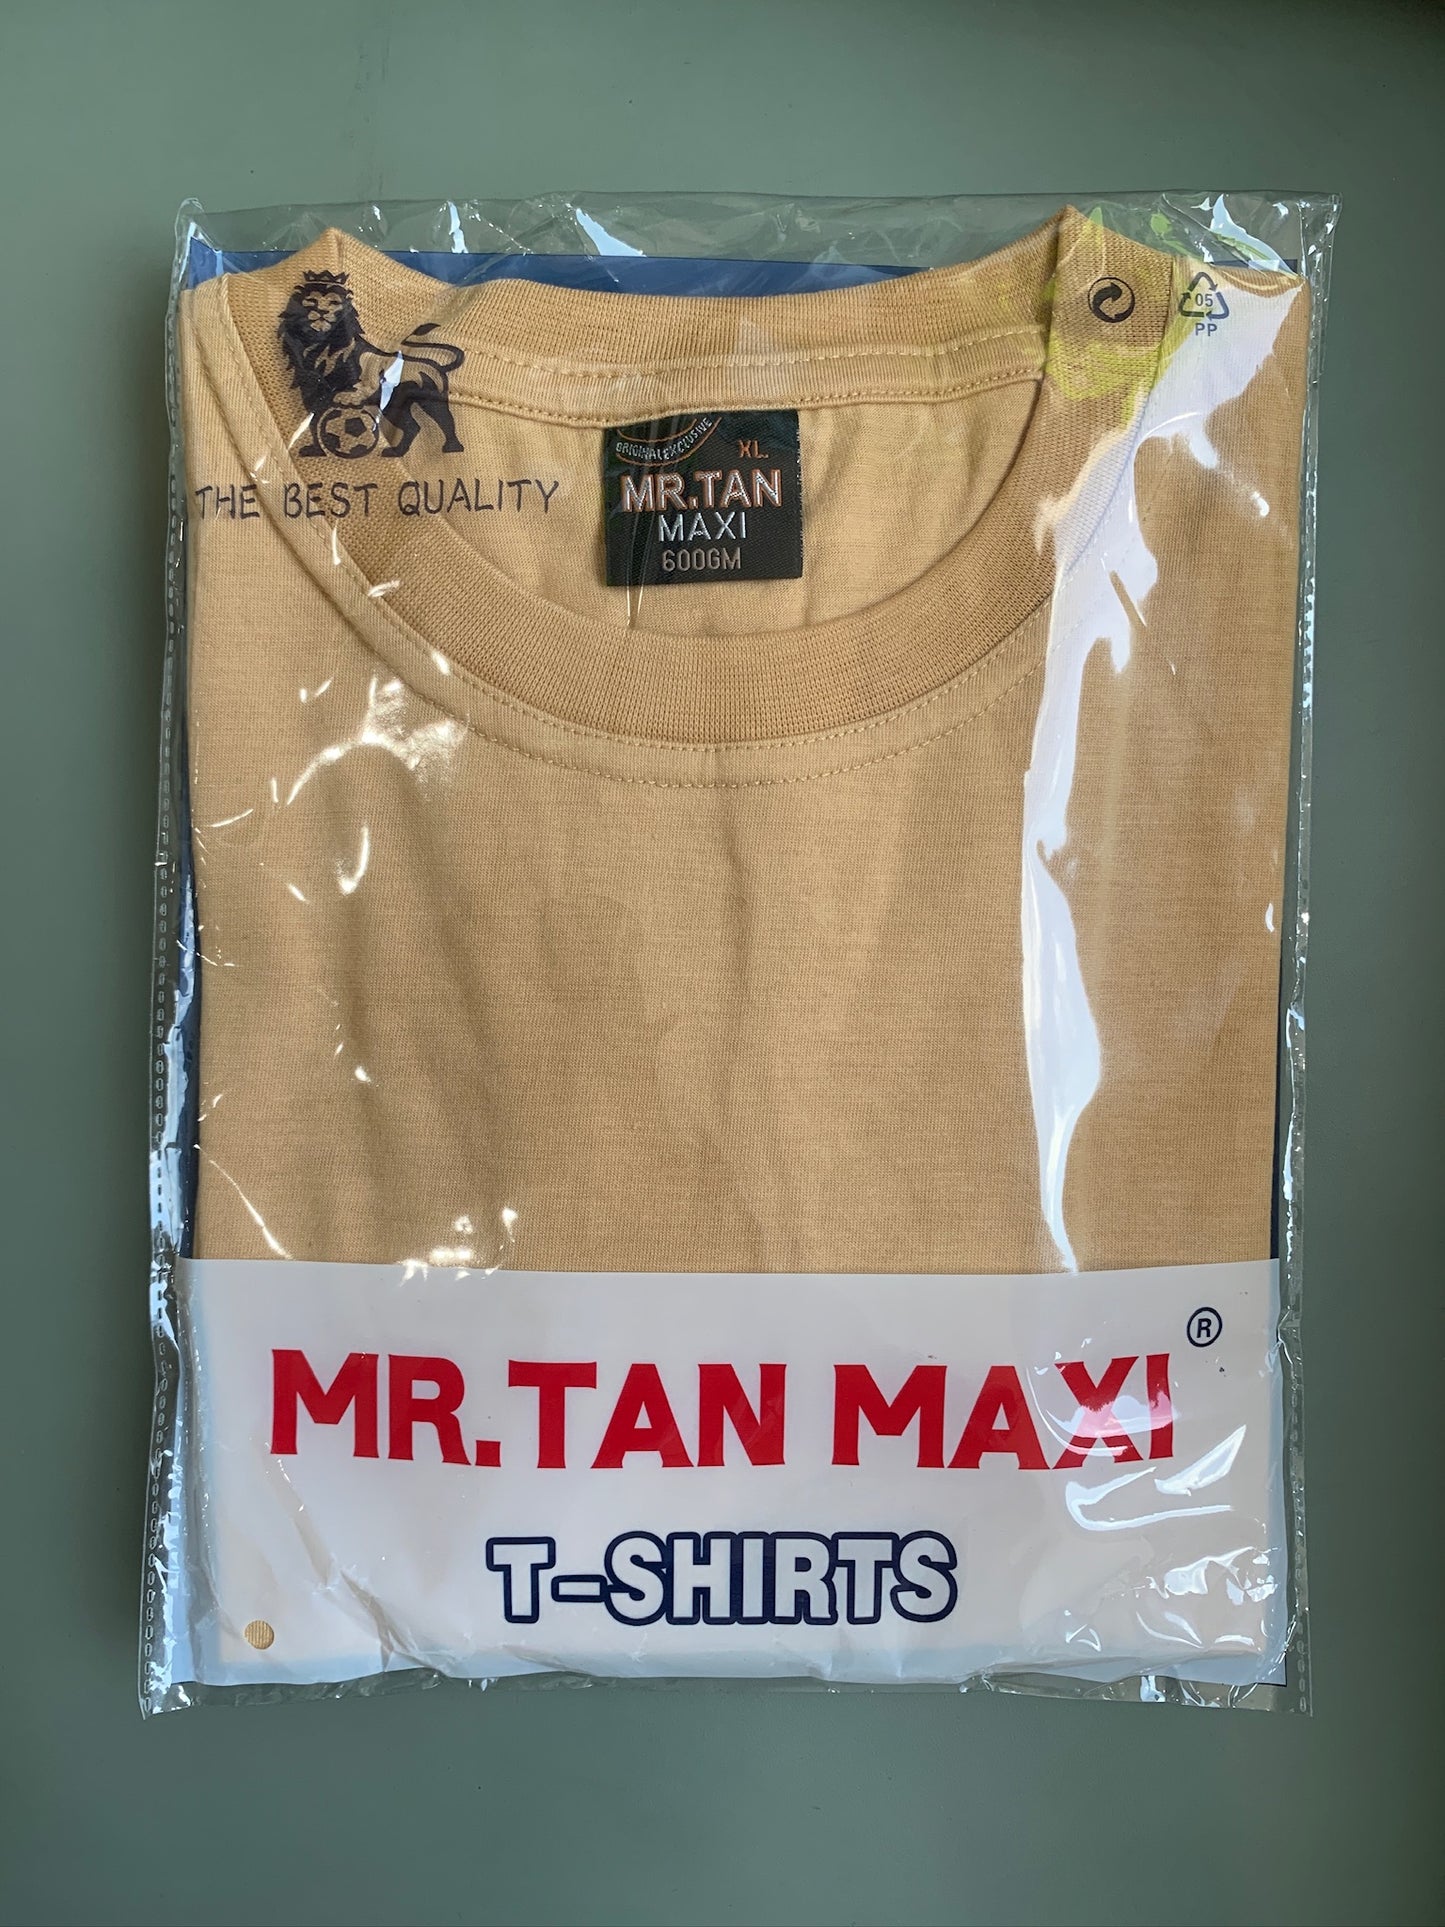 05
PP
THE BEST QUALITY
ORIGINAL EXCLUSIVE
XL.
MR.TAN
MAXI
600GM
MR.TAN MAXI ®
T-SHIRTS